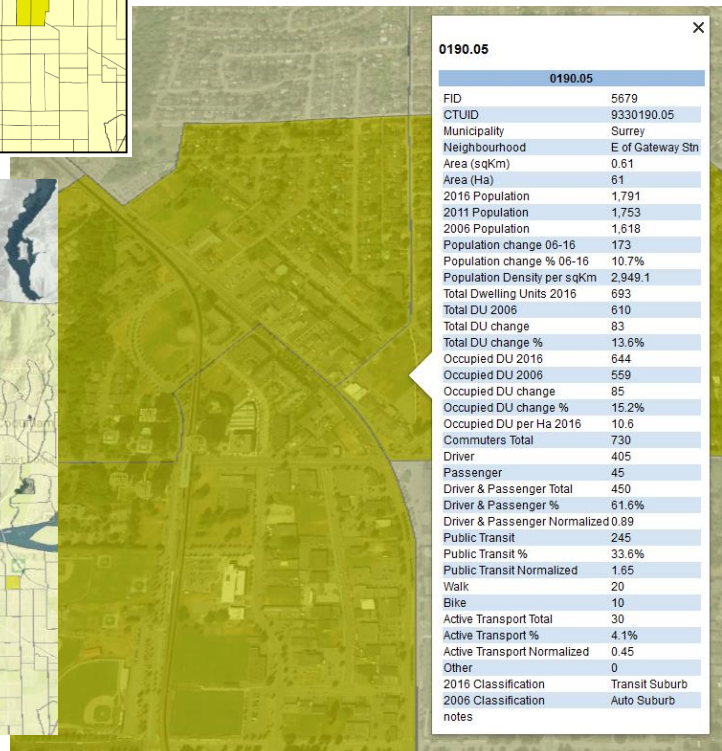 0190.05
0190.05
FID 5679
CTUID 9330190.05
Municipality Surrey
Neighbourhood E of Gateway Stn
Area (sqKm) 0.61
Area (Ha) 61
2016 Population 1,791
2011 Population 1,753
2006 Population 1,618
Population change 06-16 173
Population change % 06-16 10.7%
Population Density per sqKm 2,949.1
Total Dwelling Units 2016 693
Total DU 2006 610
Total DU change 83
Total DU change % 13.6%
Occupied DU 2016 644
Occupied DU 2006 559
Occupied DU change 85
Occupied DU change % 15.2%
Occupied DU per Ha 2016 10.6
Commuters Total 730
Driver 405
Passenger 45
Driver & Passenger Total 450
Driver & Passenger % 61.6%
Driver & Passenger Normalized 0.89
Public Transit 245
Public Transit % 33.6%
Public Transit Normalized 1.65
Walk 20
Bike 10
Active Transport Total 30
Active Transport % 4.1%
Active Transport Normalized 0.45
Other 0
2016 Classification Transit Suburb
2006 Classification Auto Suburb
notes